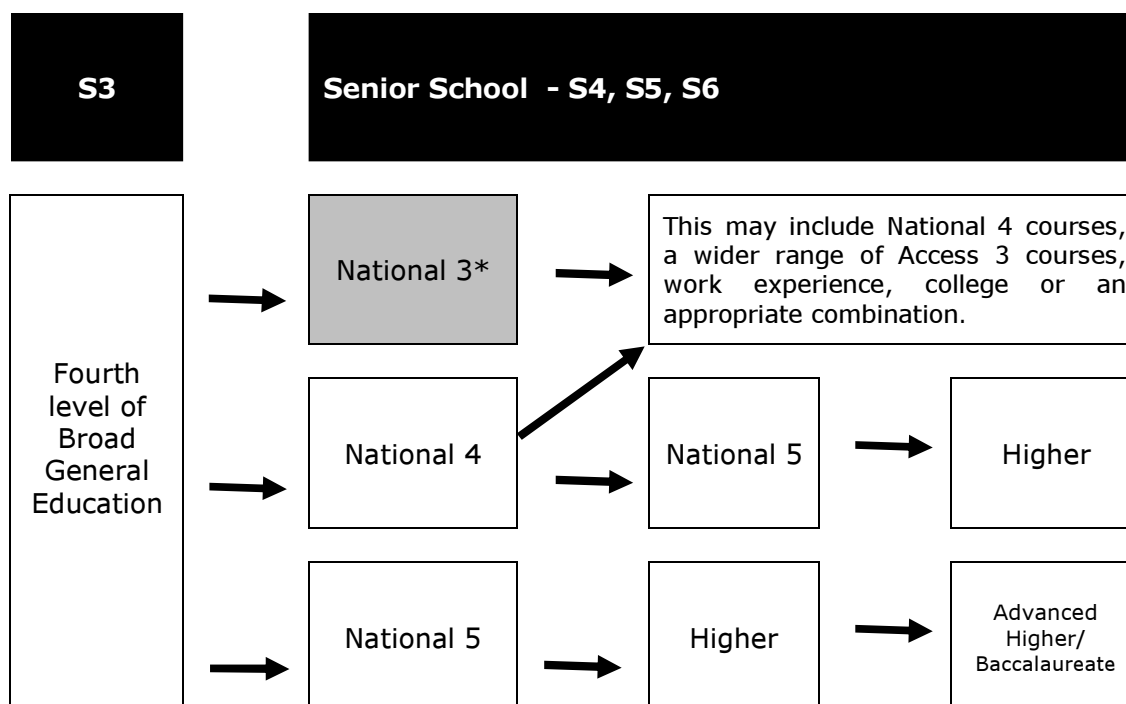 S3
Senior School - S4, S5, S6
Fourth
level of
Broad
General
Education
National 3*
This may include National 4 courses,
a wider range of Access 3 courses,
work experience, college or an
appropriate combination.
National 4
National 5
Higher
National 5
Higher
Advanced
Higher/
Baccalaureate